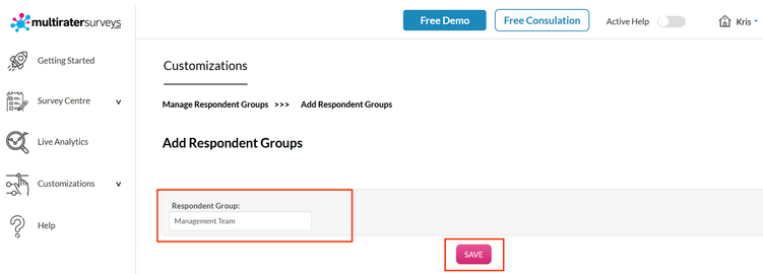 multiratersurveys
Free Demo
Free Consulation
Active Help
Kris
Getting Started
Survey Centre
Live Analytics
Customizations
Help
Customizations
Manage Respondent Groups >>> Add Respondent Groups
Add Respondent Groups
Respondent Group:
Management Team
SAVE